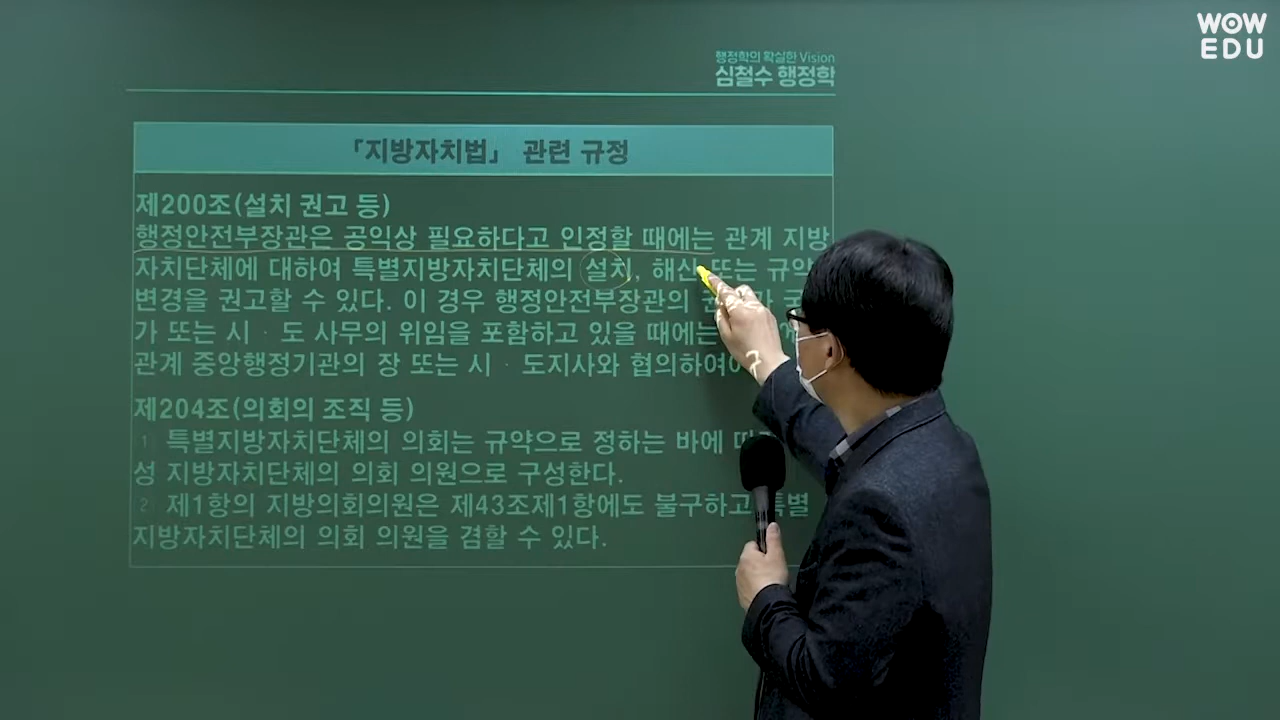 WOW
EDU
행정학의 확실한 Vision
심철수 행정학
「지방자치법」 관련 규정
제200조(설치 권고 등)
행정안전부장관은 공익상 필요하다고 인정할 때에는 관계 지방
자치단체에 대하여 특별지방자치단체의 설치, 해산 또는 규약
변경을 권고할 수 있다. 이 경우 행정안전부장관의
가 또는 시·도 사무의 위임을 포함하고 있을 때에는
관계 중앙행정기관의 장 또는 시·도지사와 협의하여야
제204조(의회의 조직 등)
1 특별지방자치단체의 의회는 규약으로 정하는 바에
성 지방자치단체의 의회 의원으로 구성한다.
2 제1항의 지방의회의원은 제43조제1항에도 불구하고 특별
지방자치단체의 의회 의원을 겸할 수 있다.